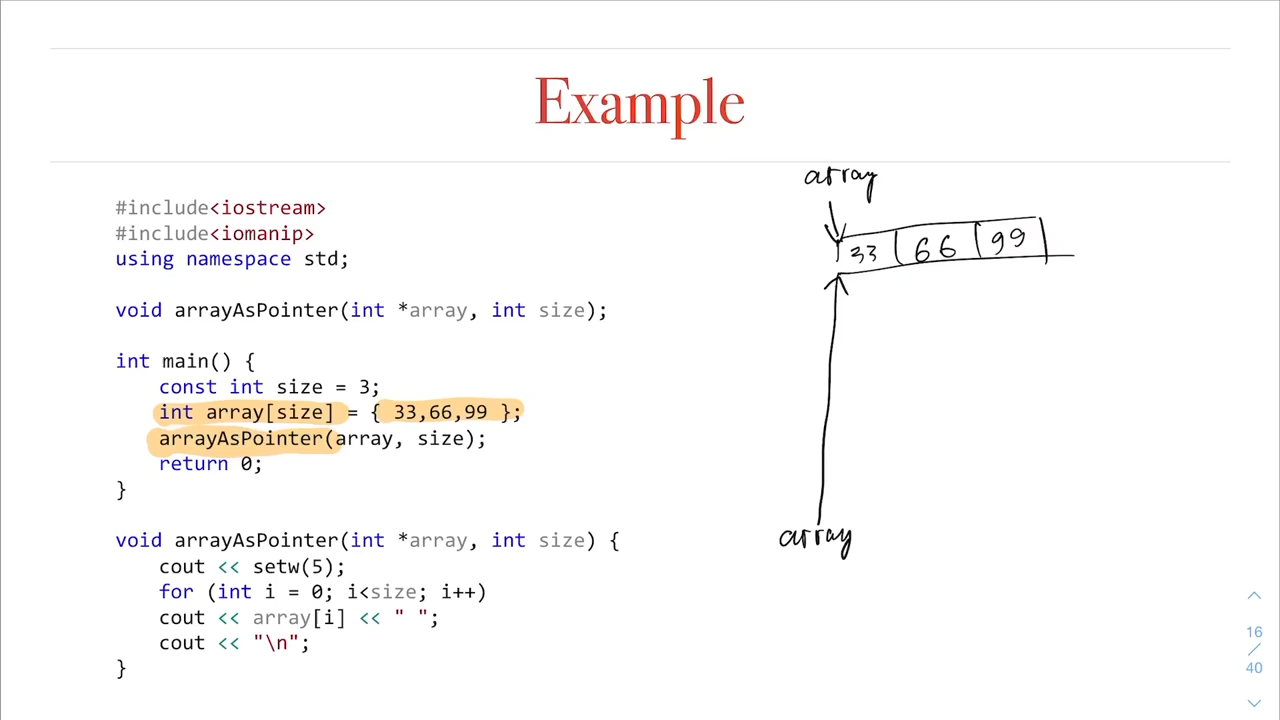 Example
#include<iostream>
#include<iomanip>
using namespace std;
void arrayAsPointer(int *array, int size);
int main() {
const int size = 3;
int array[size] = { 33,66,99 };
arrayAsPointer(array, size);
return 0;
}
void arrayAsPointer(int *array, int size) {
cout << setw(5);
for (int i = 0; i<size; i++)
cout << array[i] << " ";
cout << "\n";
}
array
33 66 99
array
16
/
40